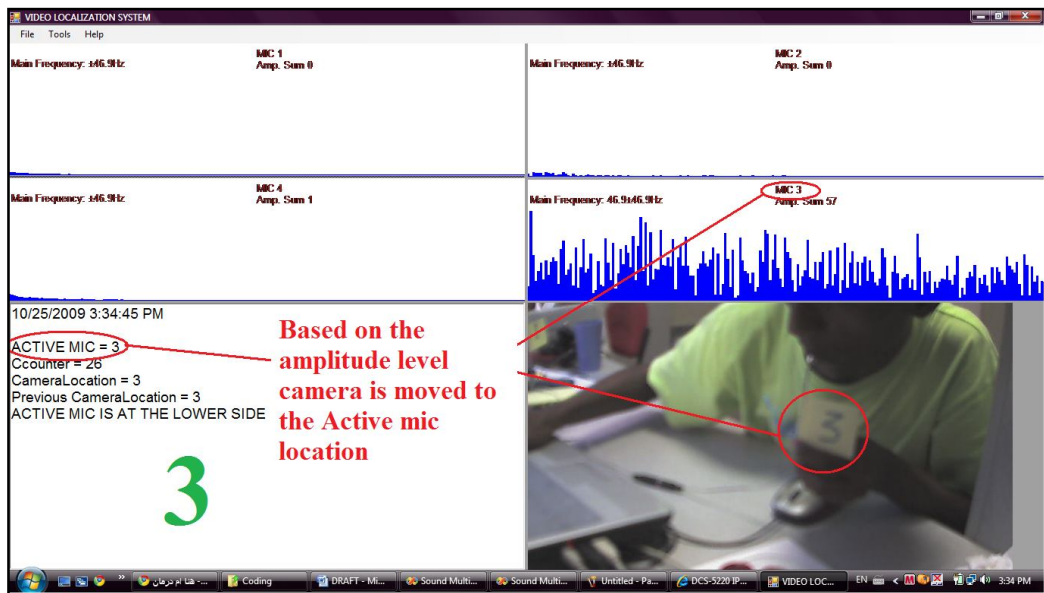 VIDEO LOCALIZATION SYSTEM
File Tools Help
MIC 1
Main Frequency: ±46.9Hz Amp. Sum 0
MIC 2
Main Frequency: ±46.9Hz Amp. Sum 0
MIC 4
Main Frequency: ±46.9Hz Amp. Sum 1
MIC 3
Main Frequency: 46.9±46.9Hz Amp. Sum 57
10/25/2009 3:34:45 PM
ACTIVE MIC = 3
Ccounter = 26
CameraLocation = 3
Previous CameraLocation = 3
ACTIVE MIC IS AT THE LOWER SIDE
3
Based on the
amplitude level
camera is moved to
the Active mic
location
3
هنا ام درمان -... Coding DRAFT - Mi... Sound Multi... Sound Multi... Untitled - Pa... DCS-5220 IP... VIDEO LOC... EN 3:34 PM